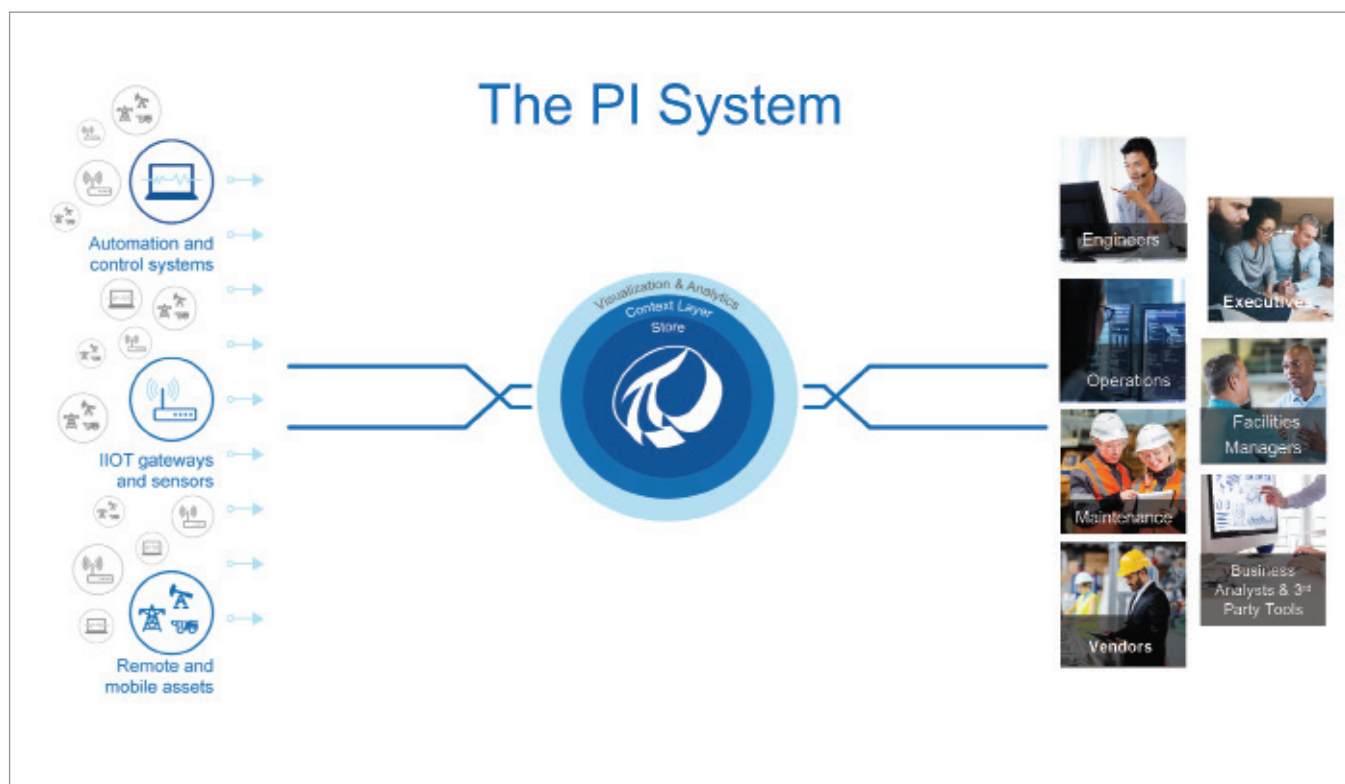 The PI System
Automation and
control systems
IIOT gateways
and sensors
Remote and
mobile assets
Visualization & Analytics
Context Layer
Store
Engineers
Executives
Operations
Facilities
Managers
Maintenance
Business
Analysts & 3rd
Party Tools
Vendors